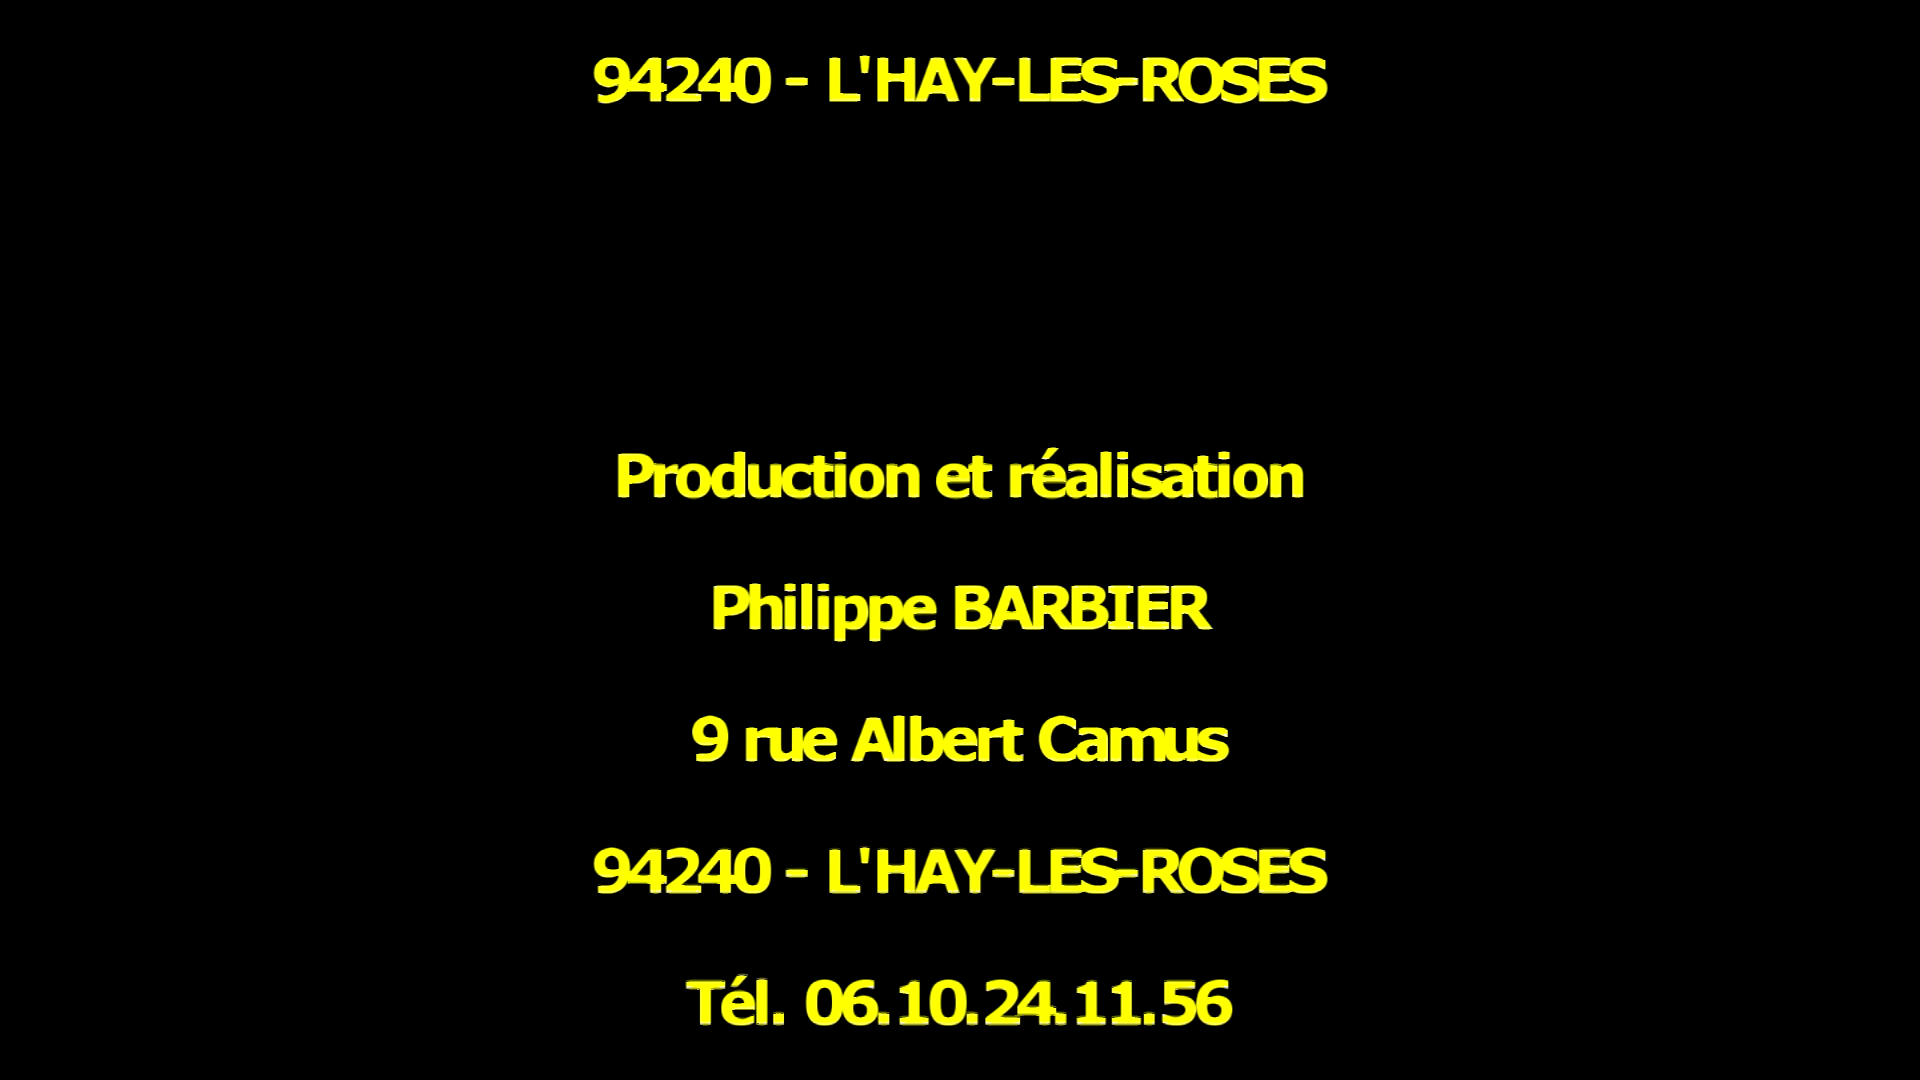 94240 - L'HAY-LES-ROSES
Production et réalisation
Philippe BARBIER
9 rue Albert Camus
94240 - L'HAY-LES-ROSES
Tél. 06.10.24.11.56